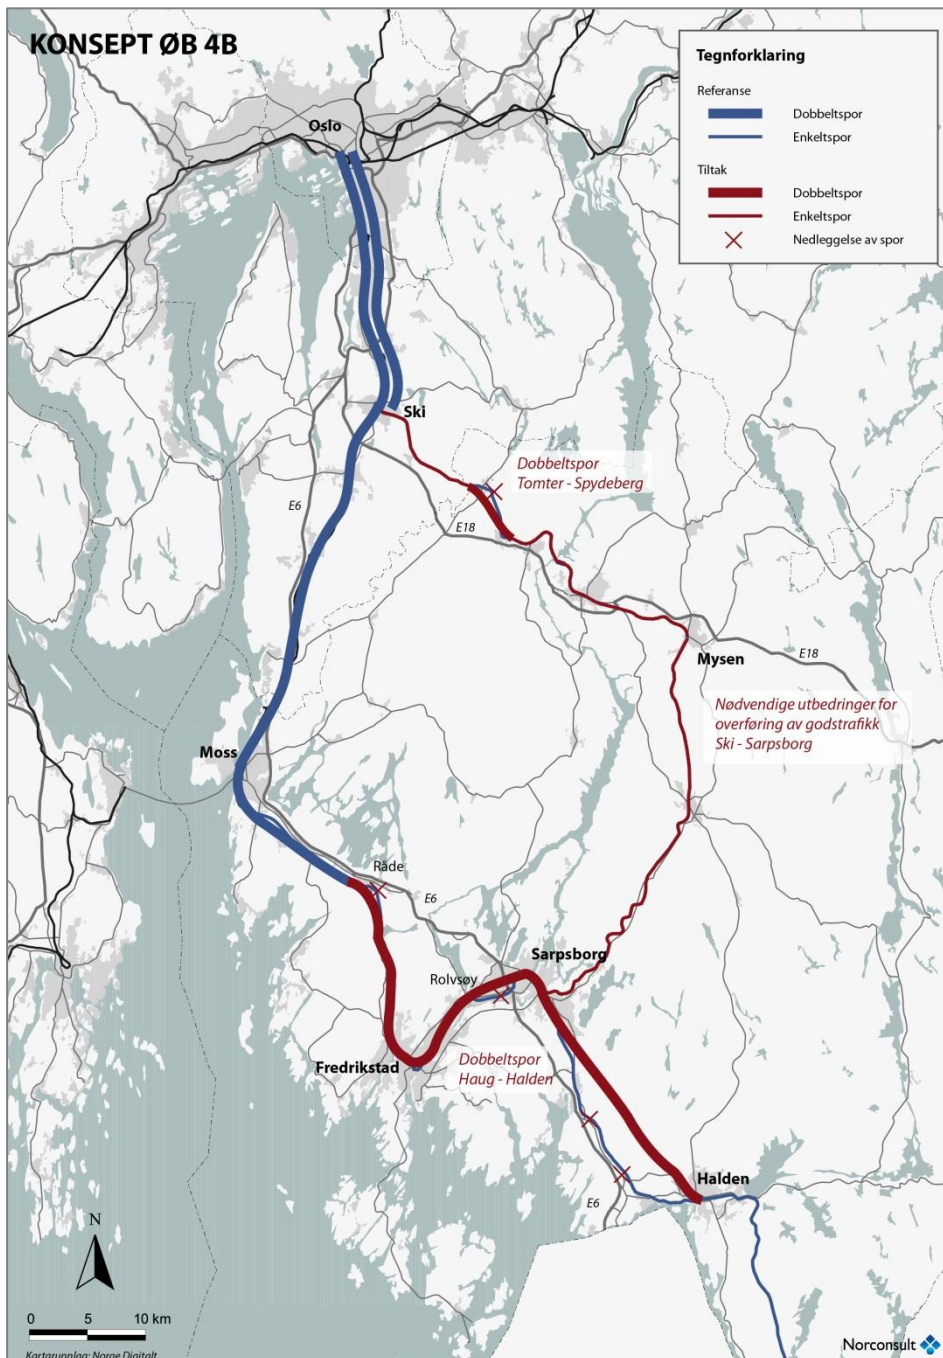 KONSEPT ØB 4B
Tegnforklaring
Referanse
Dobbeltspor
Enkeltspor
Tiltak
Dobbeltspor
Enkeltspor
Nedleggelse av spor
Oslo
Ski
Dobbeltspor
Tomter - Spydeberg
E6
E18
Mysen
E18
Nødvendige utbedringer for
overføring av godstrafikk
Ski - Sarpsborg
Moss
Råde
E6
Sarpsborg
Rolvsøy
Fredrikstad
Dobbeltspor
Haug - Halden
Halden
E6
N
0 5 10 km
Kartgrunnlag: Norge Digitalt
Norconsult